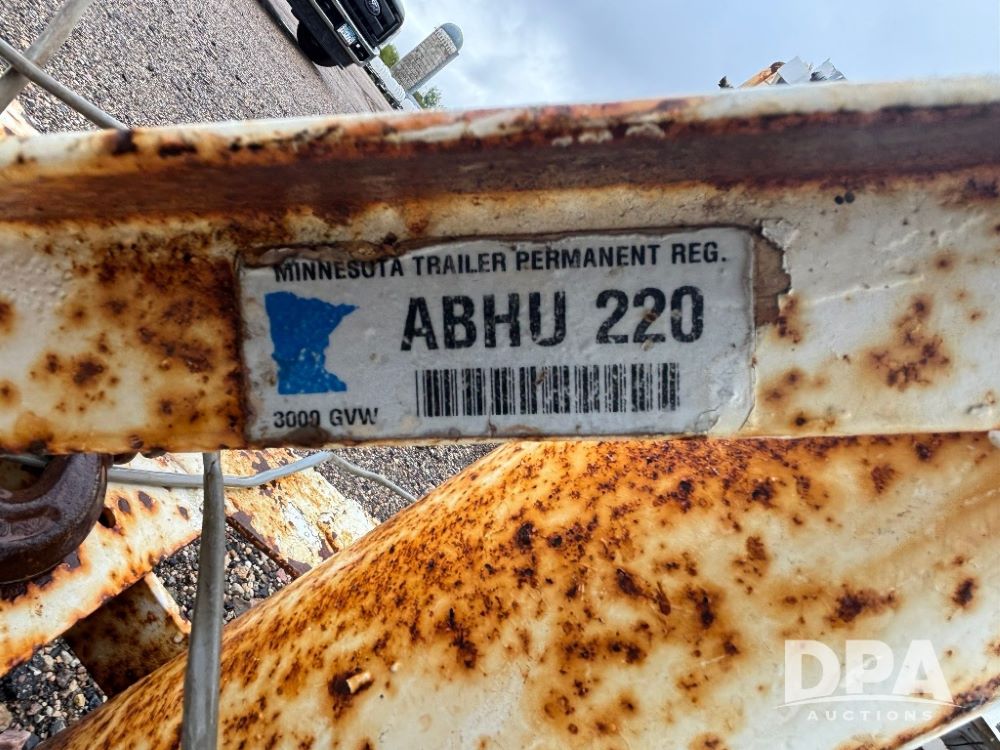 MINNESOTA TRAILER PERMANENT REG.
ABHU 220
3000 GVW
DPA
AUCTIONS